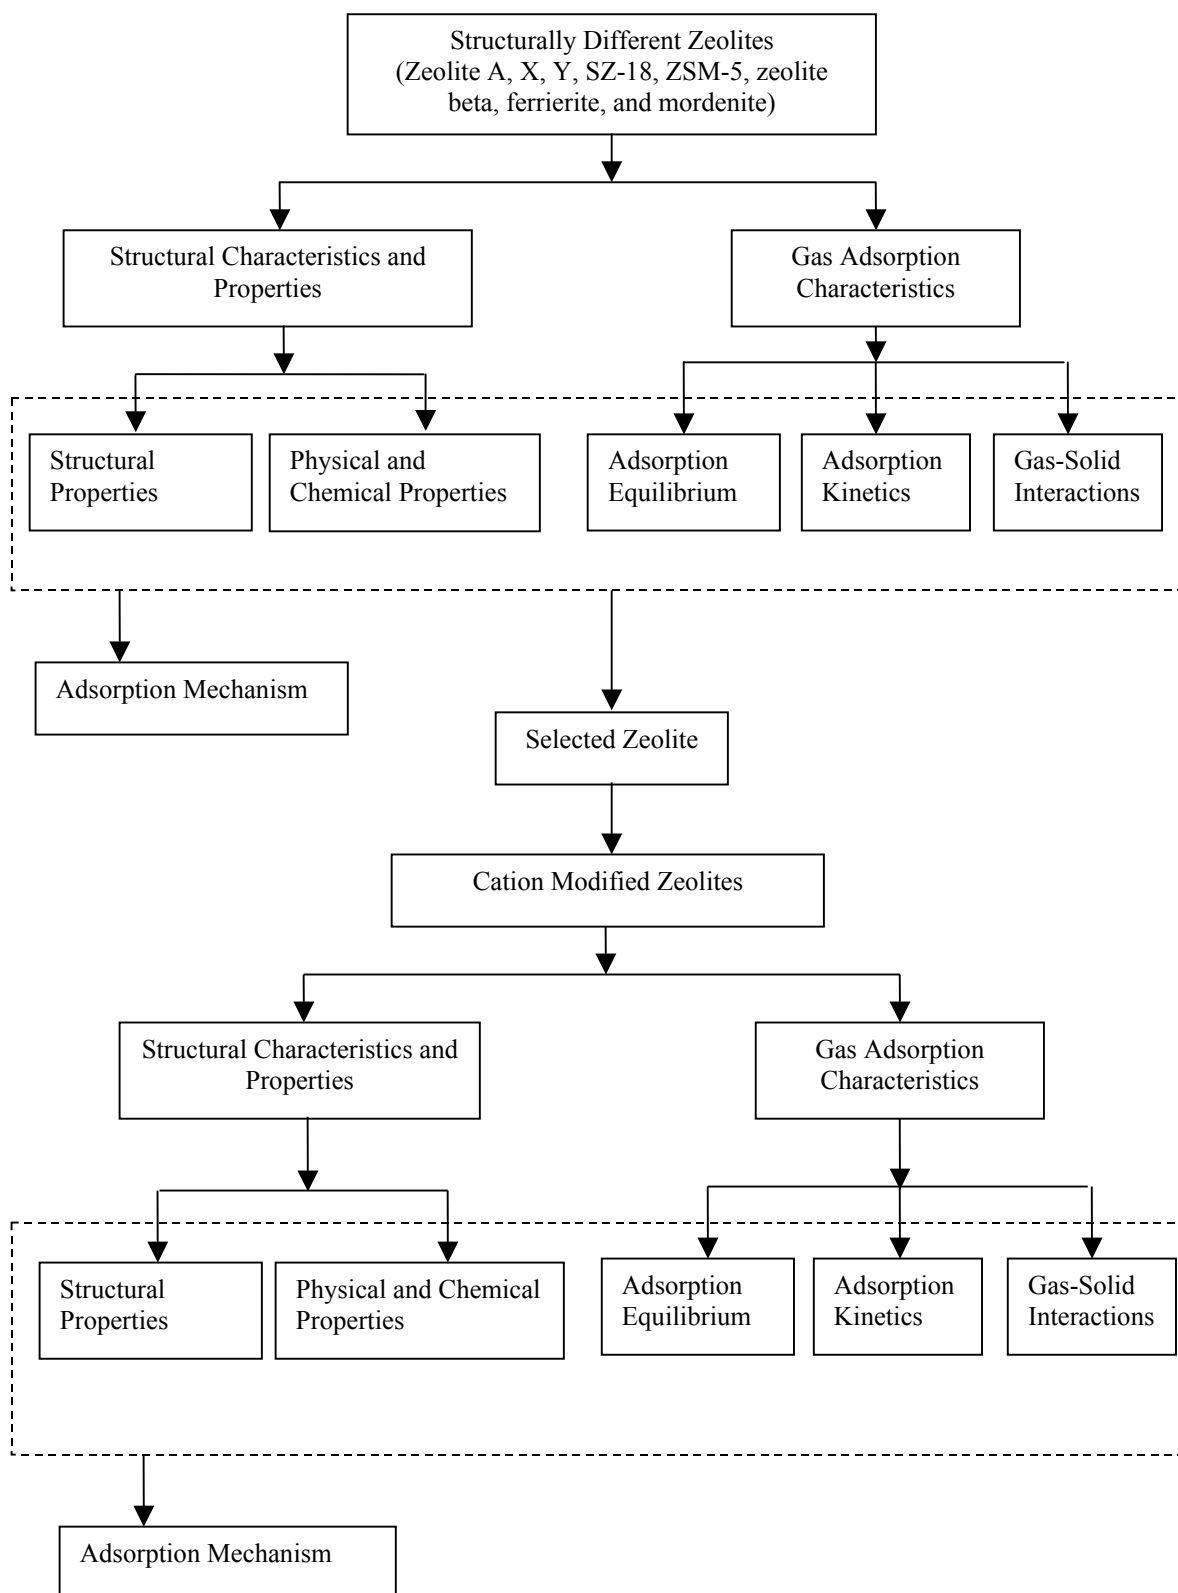 Structurally Different Zeolites
(Zeolite A, X, Y, SZ-18, ZSM-5, zeolite
beta, ferrierite, and mordenite)
Structural Characteristics and
Properties
Gas Adsorption
Characteristics
Structural
Properties
Physical and
Chemical Properties
Adsorption
Equilibrium
Adsorption
Kinetics
Gas-Solid
Interactions
Adsorption Mechanism
Selected Zeolite
Cation Modified Zeolites
Structural Characteristics and
Properties
Gas Adsorption
Characteristics
Structural
Properties
Physical and Chemical
Properties
Adsorption
Equilibrium
Adsorption
Kinetics
Gas-Solid
Interactions
Adsorption Mechanism